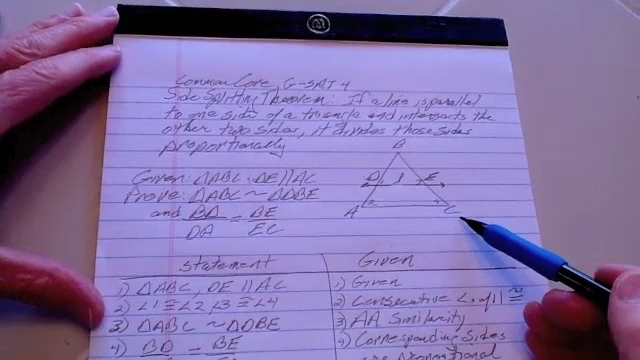 Common Core, G-SRT 4
Side Splitting Theorem: If a line is parallel
to one side of a triangle and intersects the
other two sides, it divides those sides
proportionally
B
Given: △ABC, DE || AC
D E
Prove: △ABC ~ △DBE
and BD = BE
DA EC
A C
Statement Given
1) △ABC, DE || AC 1) Given
2) ∠1 ≅ ∠2, ∠3 ≅ ∠4 2) Consecutive ∠s of || ≅
3) △ABC ~ △DBE 3) AA Similarity
4) BD = BE 4) Corresponding Sides